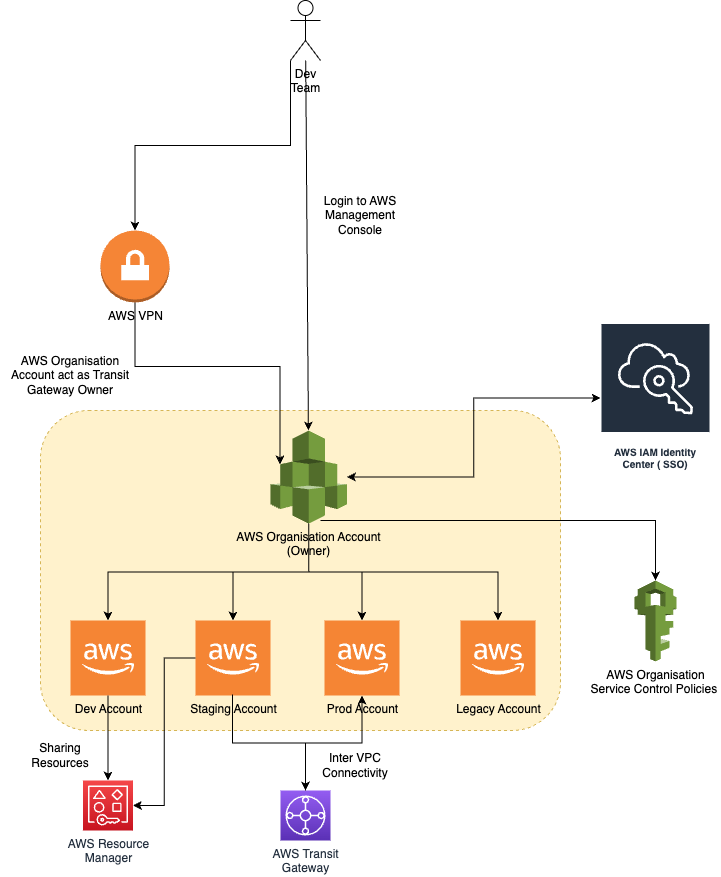 Dev
Team
Login to AWS
Management
Console
AWS VPN
AWS Organisation
Account act as Transit
Gateway Owner
AWS IAM Identity
Center ( SSO)
AWS Organisation Account
(Owner)
aws
aws
aws
aws
Dev Account
Staging Account
Prod Account
Legacy Account
AWS Organisation
Service Control Policies
Sharing
Resources
Inter VPC
Connectivity
AWS Resource
Manager
AWS Transit
Gateway